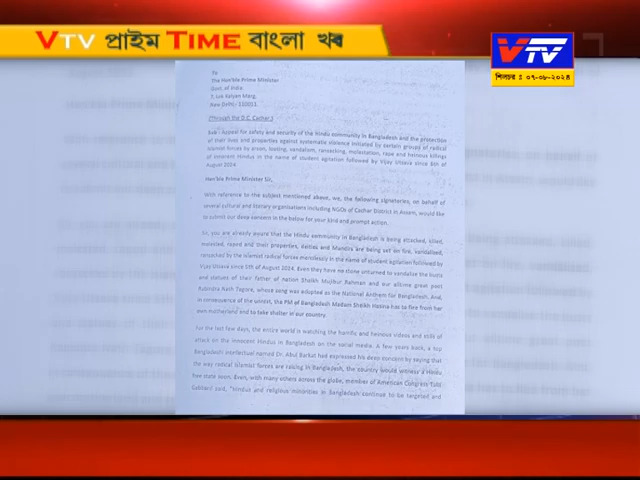 VTV প্রাইম TIME বাংলা খবর
VTV
শিলচর : ০৭-০৮-২০২৪
To
The Hon'ble Prime Minister
Govt. of India
7, Lok Kalyan Marg,
New Delhi - 110011.
(Through the D.C. Cachar.)
Sub : Appeal for safety and security of the Hindu community in Bangladesh and the protection
of their lives and properties against systematic violence initiated by certain groups of radical
Islamist forces by arson, looting, vandalism, ransacking, molestation, rape and heinous killings
of innocent Hindus in the name of student agitation followed by Vijay Utsava since 5th of
August 2024.
Hon'ble Prime Minister Sir,
With reference to the subject mentioned above, we, the following signatories, on behalf of
several cultural and literary organisations including NGOs of Cachar District in Assam, would like
to submit our deep concern in the below for your kind and prompt action.
Sir, you are already aware that the Hindu community in Bangladesh is being attacked, killed,
molested, raped and their properties, deities and Mandirs are being set on fire, vandalised,
ransacked by the Islamist radical forces mercilessly in the name of student agitation followed by
Vijay Utsava since 5th of August 2024. Even they have no stone unturned to vandalize the busts
and statues of their father of nation Sheikh Mujibur Rahman and our alltime great poet
Rabindra Nath Tagore, whose song was adopted as the National Anthem for Bangladesh. And,
in consequence of the unrest, the PM of Bangladesh Madam Sheikh Hasina has to flee from her
own motherland and to take shelter in our country.
For the last few days, the entire world is watching the horrific and heinous videos and stills of
attack on the innocent Hindus in Bangladesh on the social media. A few years back, a top
Bangladeshi intellectual named Dr. Abul Barkat had expressed his deep concern by saying that
the way radical Islamist forces are raising in Bangladesh, the country would witness a Hindu
free state soon. Even, with many others across the globe, member of American Congress Tulsi
Gabbard said, "Hindus and religious minorities in Bangladesh continue to be targeted and